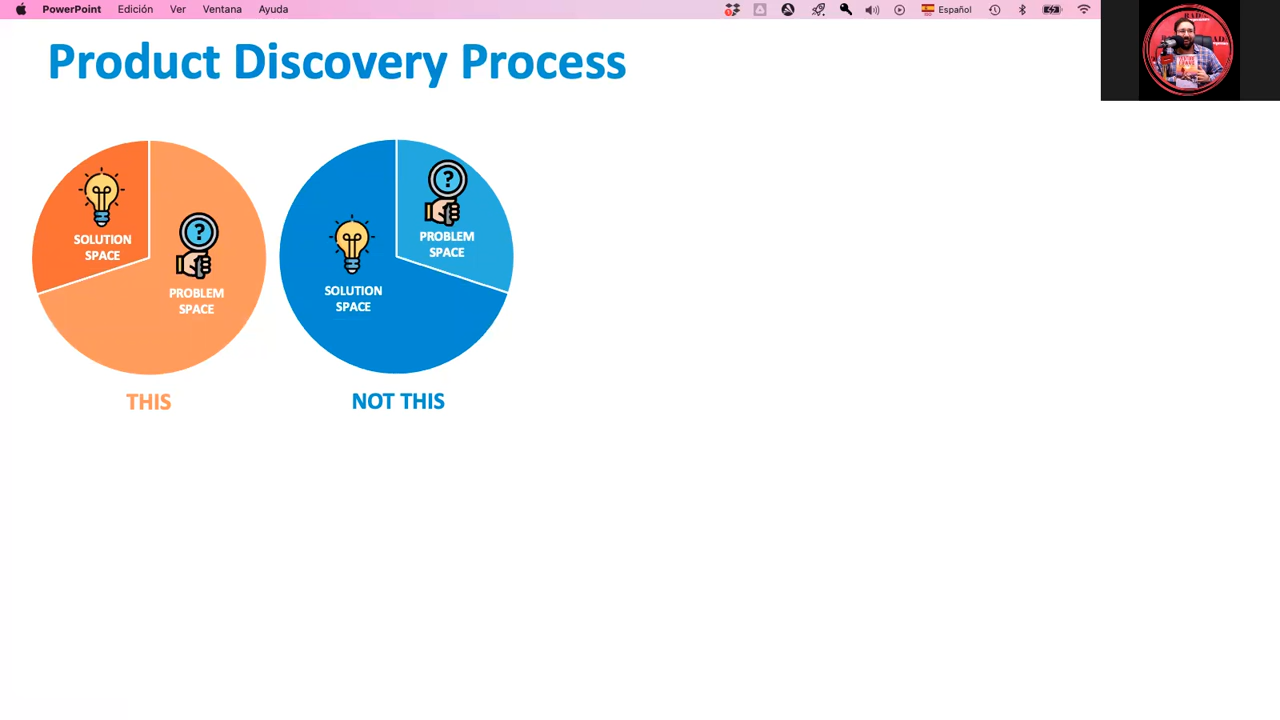 PowerPoint Edición Ver Ventana Ayuda Español
Product Discovery Process
SOLUTION
SPACE
?
PROBLEM
SPACE
THIS
?
PROBLEM
SPACE
SOLUTION
SPACE
NOT THIS